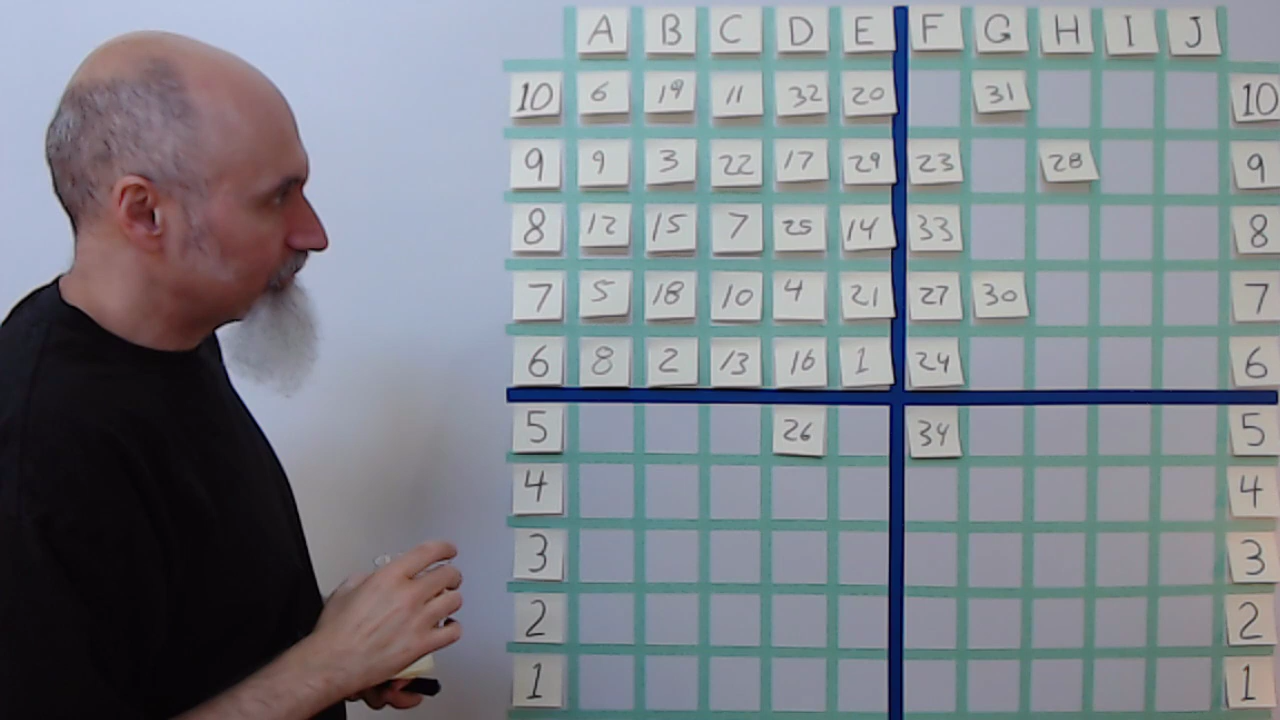 A B C D E F G H I J
10 6 19 11 32 20 31 10
9 9 3 22 17 29 23 28 9
8 12 15 7 25 14 33 8
7 5 18 10 4 21 27 30 7
6 8 2 13 16 1 24 6
5 26 34 5
4 4
3 3
2 2
1 1